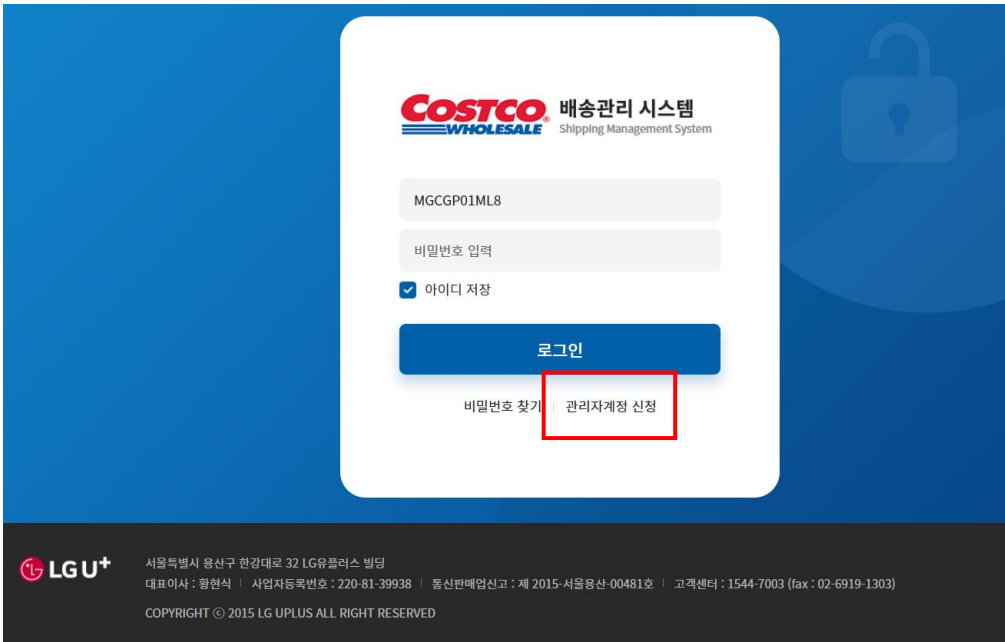 COSTCO
WHOLESALE
배송관리 시스템
Shipping Management System
MGCGP01ML8
비밀번호 입력
아이디 저장
로그인
비밀번호 찾기 | 관리자계정 신청
LG U+
서울특별시 용산구 한강대로 32 LG유플러스 빌딩
대표이사 : 황현식 | 사업자등록번호 : 220-81-39938 | 통신판매업신고 : 제 2015-서울용산-00481호 | 고객센터 : 1544-7003 (fax : 02-6919-1303)
COPYRIGHT ⓒ 2015 LG UPLUS ALL RIGHT RESERVED